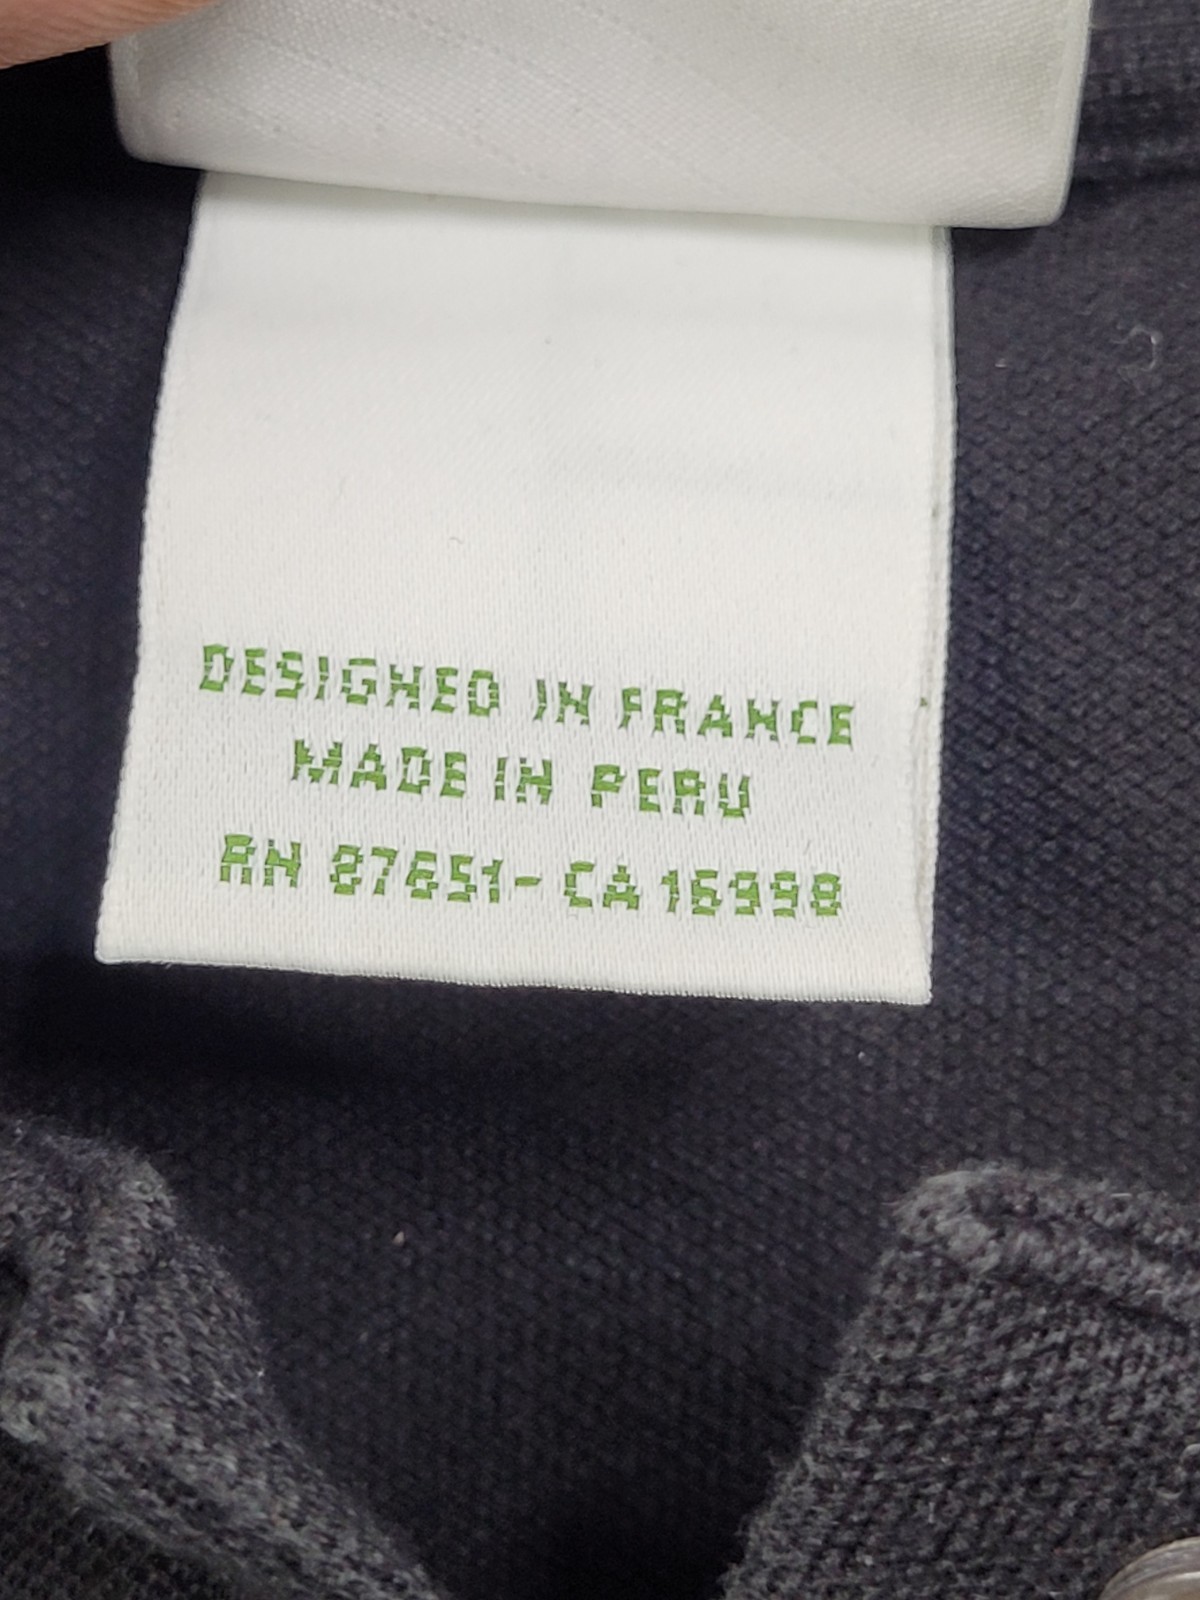 DESIGNED IN FRANCE
MADE IN PERU
RN 87651-CA 16998